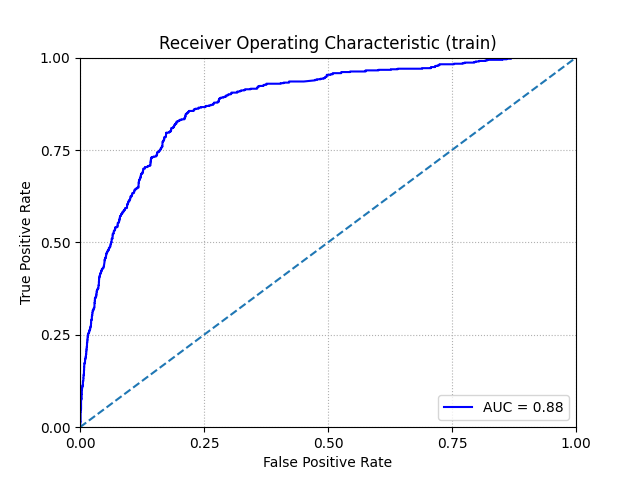 Receiver Operating Characteristic (train)
1.00
0.75
0.50
0.25
0.00
True Positive Rate
AUC = 0.88
0.00 0.25 0.50 0.75 1.00
False Positive Rate